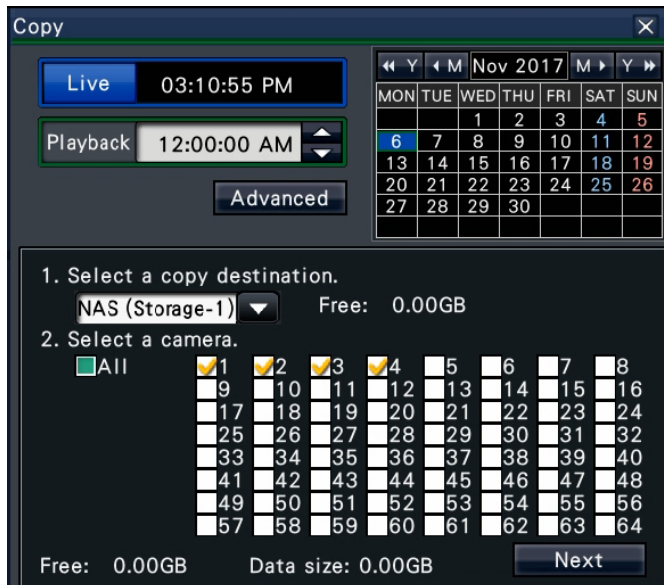 Copy
Live 03:10:55 PM
Playback 12:00:00 AM
Advanced
Y M Nov 2017 M Y
MON TUE WED THU FRI SAT SUN
1 2 3 4 5
6 7 8 9 10 11 12
13 14 15 16 17 18 19
20 21 22 23 24 25 26
27 28 29 30
1. Select a copy destination.
NAS (Storage-1) Free: 0.00GB
2. Select a camera.
All 1 2 3 4 5 6 7 8
9 10 11 12 13 14 15 16
17 18 19 20 21 22 23 24
25 26 27 28 29 30 31 32
33 34 35 36 37 38 39 40
41 42 43 44 45 46 47 48
49 50 51 52 53 54 55 56
57 58 59 60 61 62 63 64
Free: 0.00GB Data size: 0.00GB Next